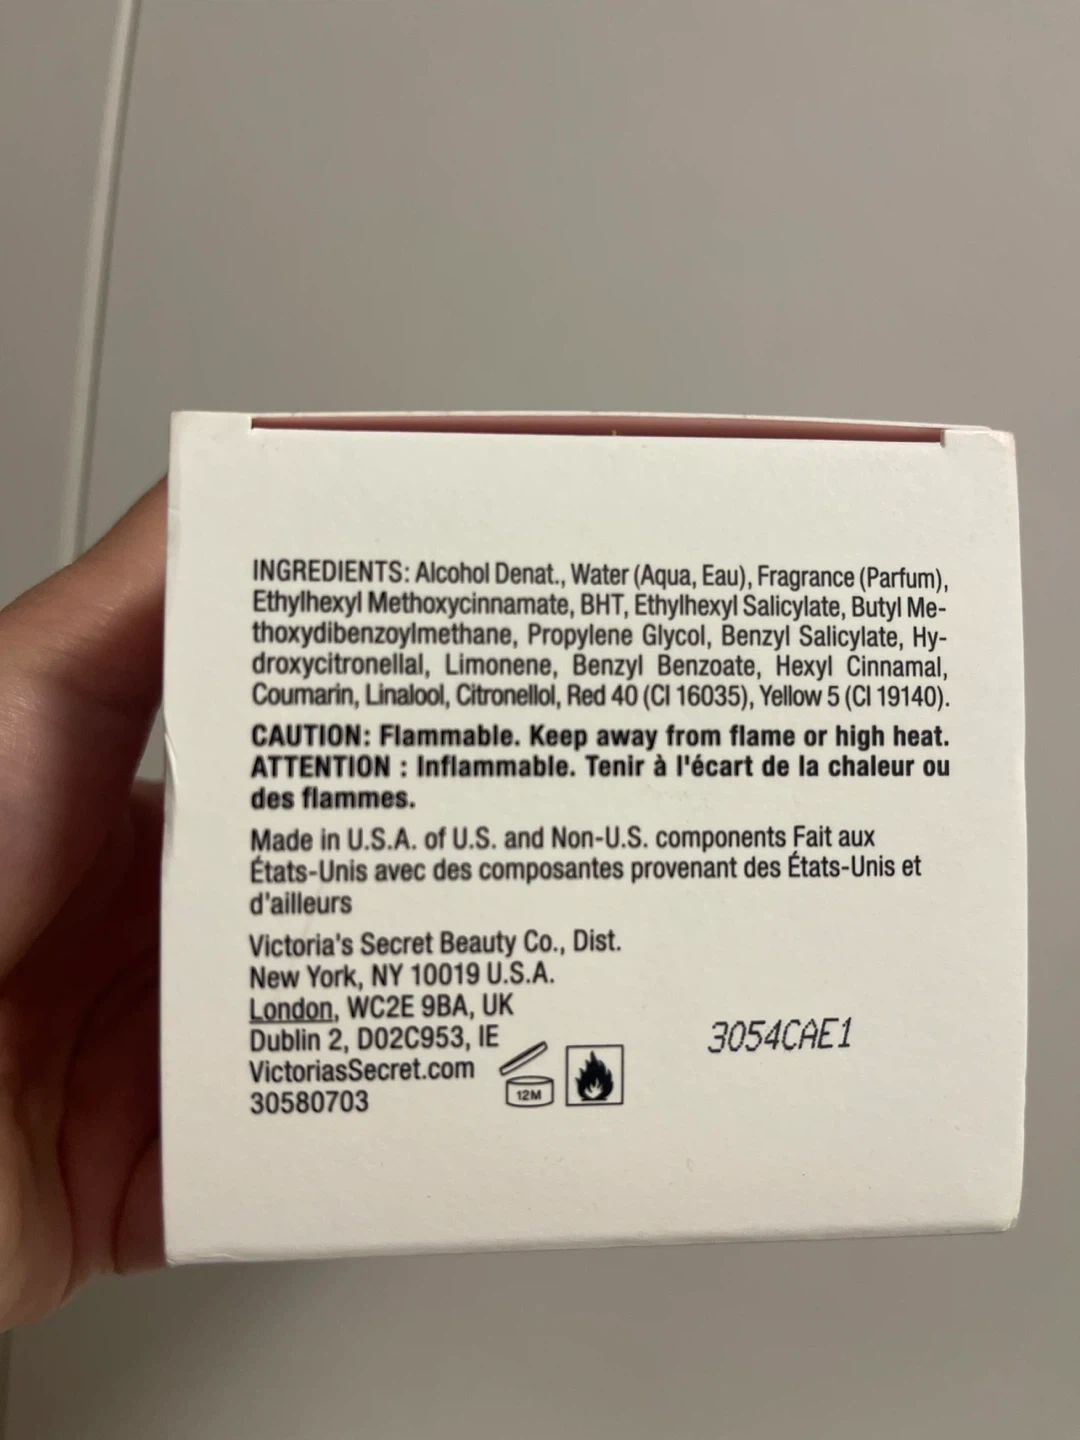 INGREDIENTS: Alcohol Denat., Water (Aqua, Eau), Fragrance (Parfum),
Ethylhexyl Methoxycinnamate, BHT, Ethylhexyl Salicylate, Butyl Me-
thoxydibenzoylmethane, Propylene Glycol, Benzyl Salicylate, Hy-
droxycitronellal, Limonene, Benzyl Benzoate, Hexyl Cinnamal,
Coumarin, Linalool, Citronellol, Red 40 (CI 16035), Yellow 5 (CI 19140).
CAUTION: Flammable. Keep away from flame or high heat.
ATTENTION : Inflammable. Tenir à l'écart de la chaleur ou
des flammes.
Made in U.S.A. of U.S. and Non-U.S. components Fait aux
États-Unis avec des composantes provenant des États-Unis et
d'ailleurs
Victoria's Secret Beauty Co., Dist.
New York, NY 10019 U.S.A.
London, WC2E 9BA, UK
Dublin 2, D02C953, IE
VictoriasSecret.com
30580703
12M
3054CAE1